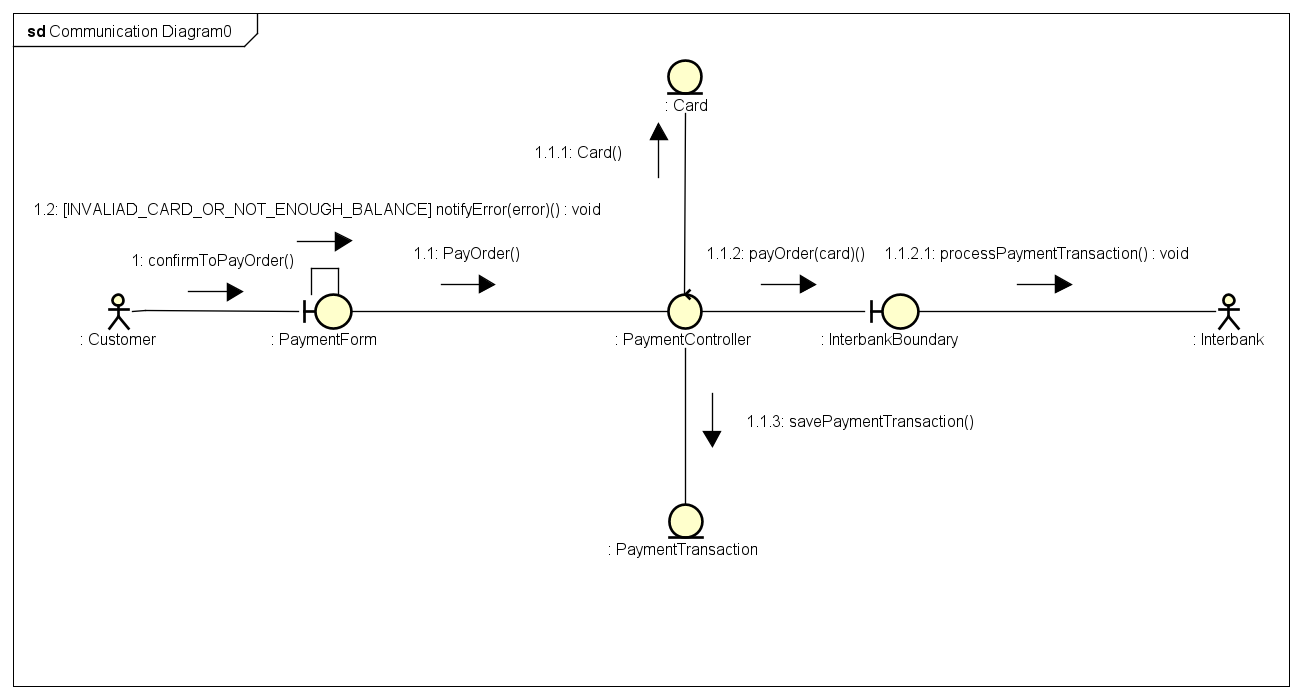 sd Communication Diagram0
: Card
1.1.1: Card()
1.2: [INVALIAD_CARD_OR_NOT_ENOUGH_BALANCE] notifyError(error)() : void
1: confirmToPayOrder()
1.1: PayOrder()
1.1.2: payOrder(card)()
1.1.2.1: processPaymentTransaction() : void
: Customer
: PaymentForm
: PaymentController
: InterbankBoundary
: Interbank
1.1.3: savePaymentTransaction()
: PaymentTransaction